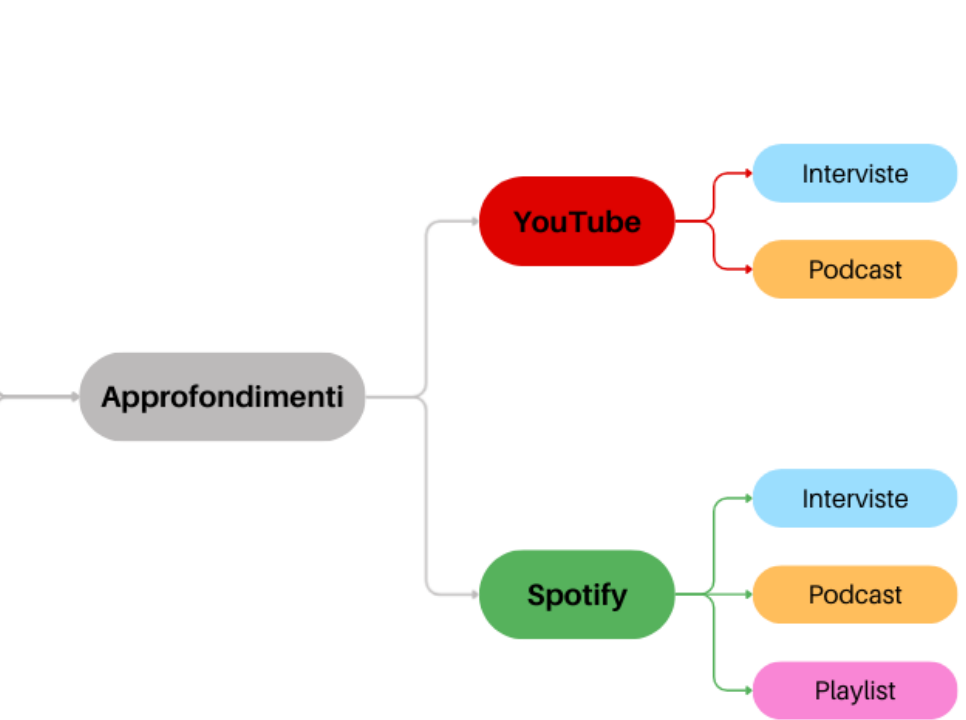 Approfondimenti
YouTube
Interviste
Podcast
Spotify
Interviste
Podcast
Playlist